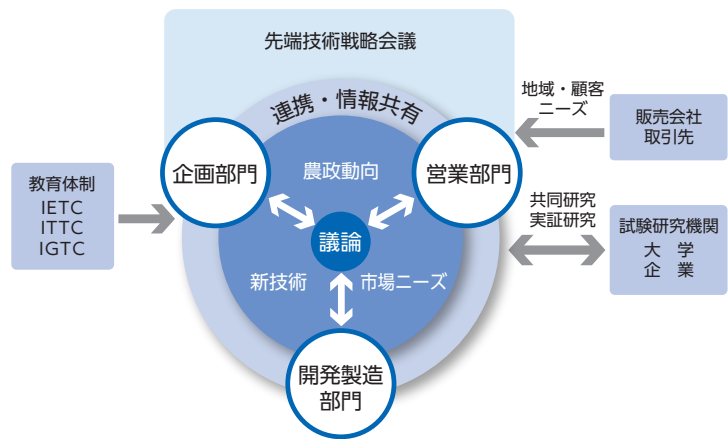 先端技術戦略会議
連携・情報共有
企画部門
農政動向
営業部門
議論
新技術
市場ニーズ
開発製造
部門
教育体制
IETC
ITTC
IGTC
地域・顧客
ニーズ
販売会社
取引先
共同研究
実証研究
試験研究機関
大　学
企　業